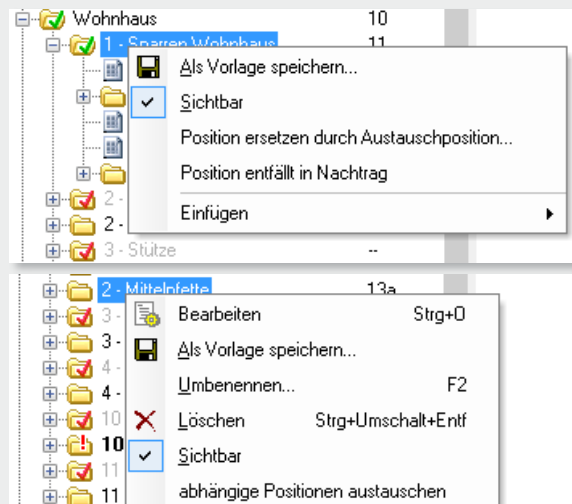 Wohnhaus 10
1 - Sparren Wohnhaus 11
Als Vorlage speichern...
Sichtbar
Position ersetzen durch Austauschposition...
Position entfällt in Nachtrag
2 -
2 -
Einfügen
3 - Stütze --
2 - Mittelpfette 13a
3 -
Bearbeiten Strg+O
3 -
Als Vorlage speichern...
4 -
Umbenennen... F2
4 -
10
Löschen Strg+Umschalt+Entf
10
Sichtbar
11
11
abhängige Positionen austauschen